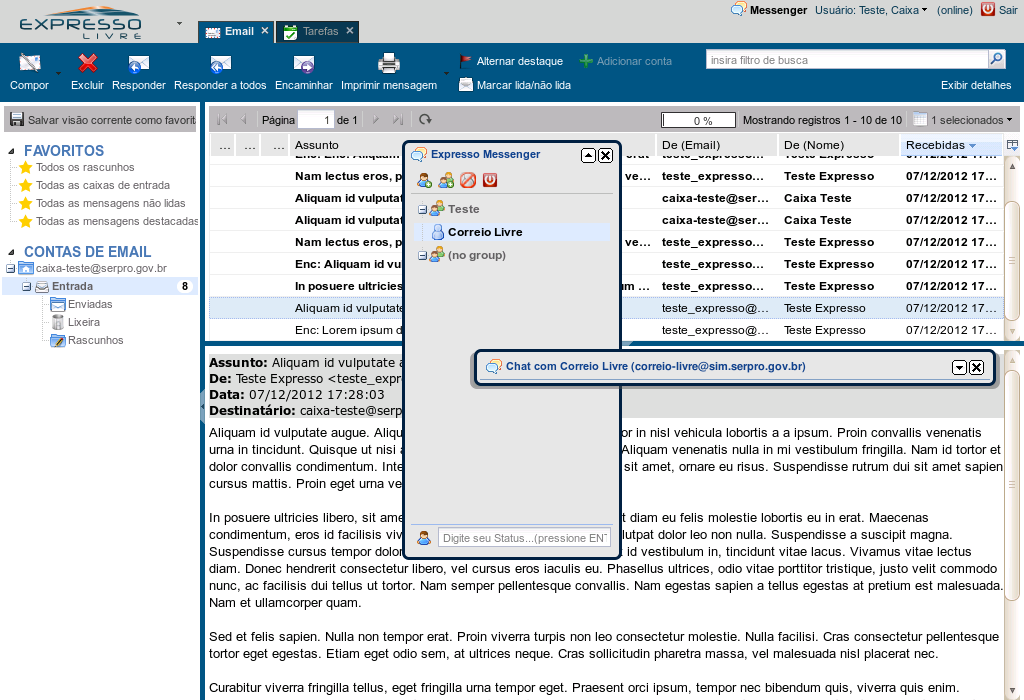 EXPRESSO
LIVRE
Messenger Usuário: Teste, Caixa (online) Sair
Email Tarefas
Compor Excluir Responder Responder a todos Encaminhar Imprimir mensagem
Alternar destaque Adicionar conta
Marcar lida/não lida
insira filtro de busca
Exibir detalhes
Salvar visão corrente como favorit
FAVORITOS
Todos os rascunhos
Todas as caixas de entrada
Todas as mensagens não lidas
Todas as mensagens destacadas
CONTAS DE EMAIL
caixa-teste@serpro.gov.br
Entrada 8
Enviadas
Lixeira
Rascunhos
Página 1 de 1 0 % Mostrando registros 1 - 10 de 10 1 selecionados
... ... ... Assunto De (Email) De (Nome) Recebidas
Nam lectus eros, p ve... teste_expresso... Teste Expresso 07/12/2012 17...
Aliquam id vulputat caixa-teste@ser... Caixa Teste 07/12/2012 17...
Aliquam id vulputat caixa-teste@ser... Caixa Teste 07/12/2012 17...
Nam lectus eros, p ve... teste_expresso... Teste Expresso 07/12/2012 17...
Enc: Aliquam id vu teste_expresso... Teste Expresso 07/12/2012 17...
In posuere ultricies um ... teste_expresso... Teste Expresso 07/12/2012 17...
Aliquam id vulputate teste_expresso@... Teste Expresso 07/12/2012 17...
Enc: Lorem ipsum d teste_expresso@... Teste Expresso 07/12/2012 17...
Expresso Messenger
Teste
Correio Livre
(no group)
Digite seu Status...(pressione ENT
Chat com Correio Livre (correio-livre@sim.serpro.gov.br)
Assunto: Aliquam id vulputate a
De: Teste Expresso <teste_expr
Data: 07/12/2012 17:28:03
Destinatário: caixa-teste@serp
Aliquam id vulputate augue. Aliqu or in nisl vehicula lobortis a a ipsum. Proin convallis venenatis
urna in tincidunt. Quisque ut nisi a Aliquam venenatis nulla in mi vestibulum fringilla. Nam id tortor et
dolor convallis condimentum. Inte sit amet, ornare eu risus. Suspendisse rutrum dui sit amet sapien
cursus mattis. Proin eget urna ve
In posuere ultricies libero, sit ame t diam eu felis molestie lobortis eu in erat. Maecenas
condimentum, eros id facilisis viv lutpat dolor leo non nulla. Suspendisse a suscipit magna.
Suspendisse cursus tempor dolor id vestibulum in, tincidunt vitae lacus. Vivamus vitae lectus
diam. Donec hendrerit consectetur libero, vel cursus eros iaculis eu. Phasellus ultrices, odio vitae porttitor tristique, justo velit commodo
nunc, ac facilisis dui tellus ut tortor. Nam semper pellentesque convallis. Nam egestas sapien a tellus egestas at pretium est malesuada.
Nam et ullamcorper quam.
Sed et felis sapien. Nulla non tempor erat. Proin viverra turpis non leo consectetur molestie. Nulla facilisi. Cras consectetur pellentesque
tortor eget egestas. Etiam eget odio sem, at ultrices neque. Cras sollicitudin pharetra massa, vel malesuada nisl placerat nec.
Curabitur viverra fringilla tellus, eget fringilla urna tempor eget. Praesent orci ipsum, tempor nec bibendum quis, viverra quis enim.